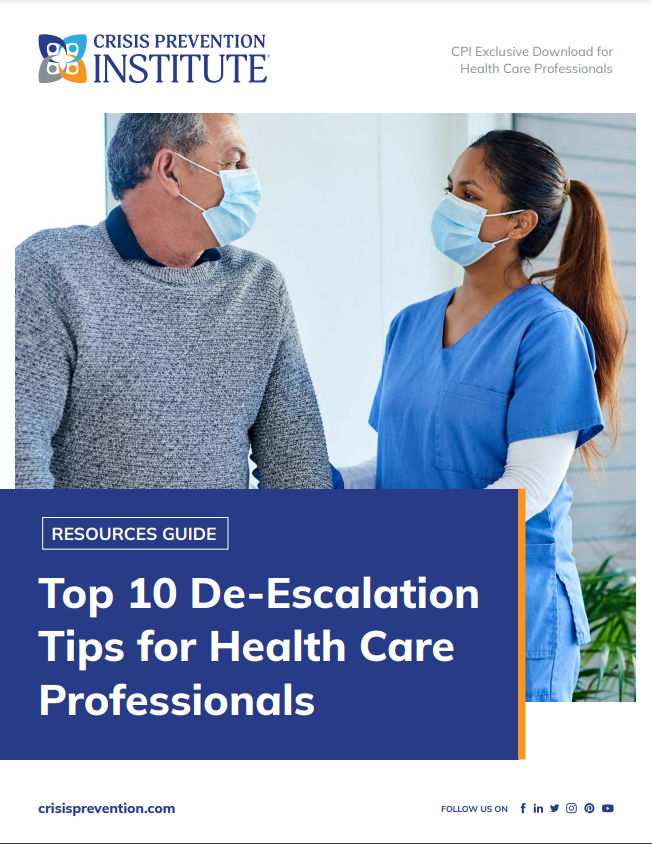 CRISIS PREVENTION
INSTITUTE®
CPI Exclusive Download for
Health Care Professionals
RESOURCES GUIDE
Top 10 De-Escalation
Tips for Health Care
Professionals
crisisprevention.com
FOLLOW US ON